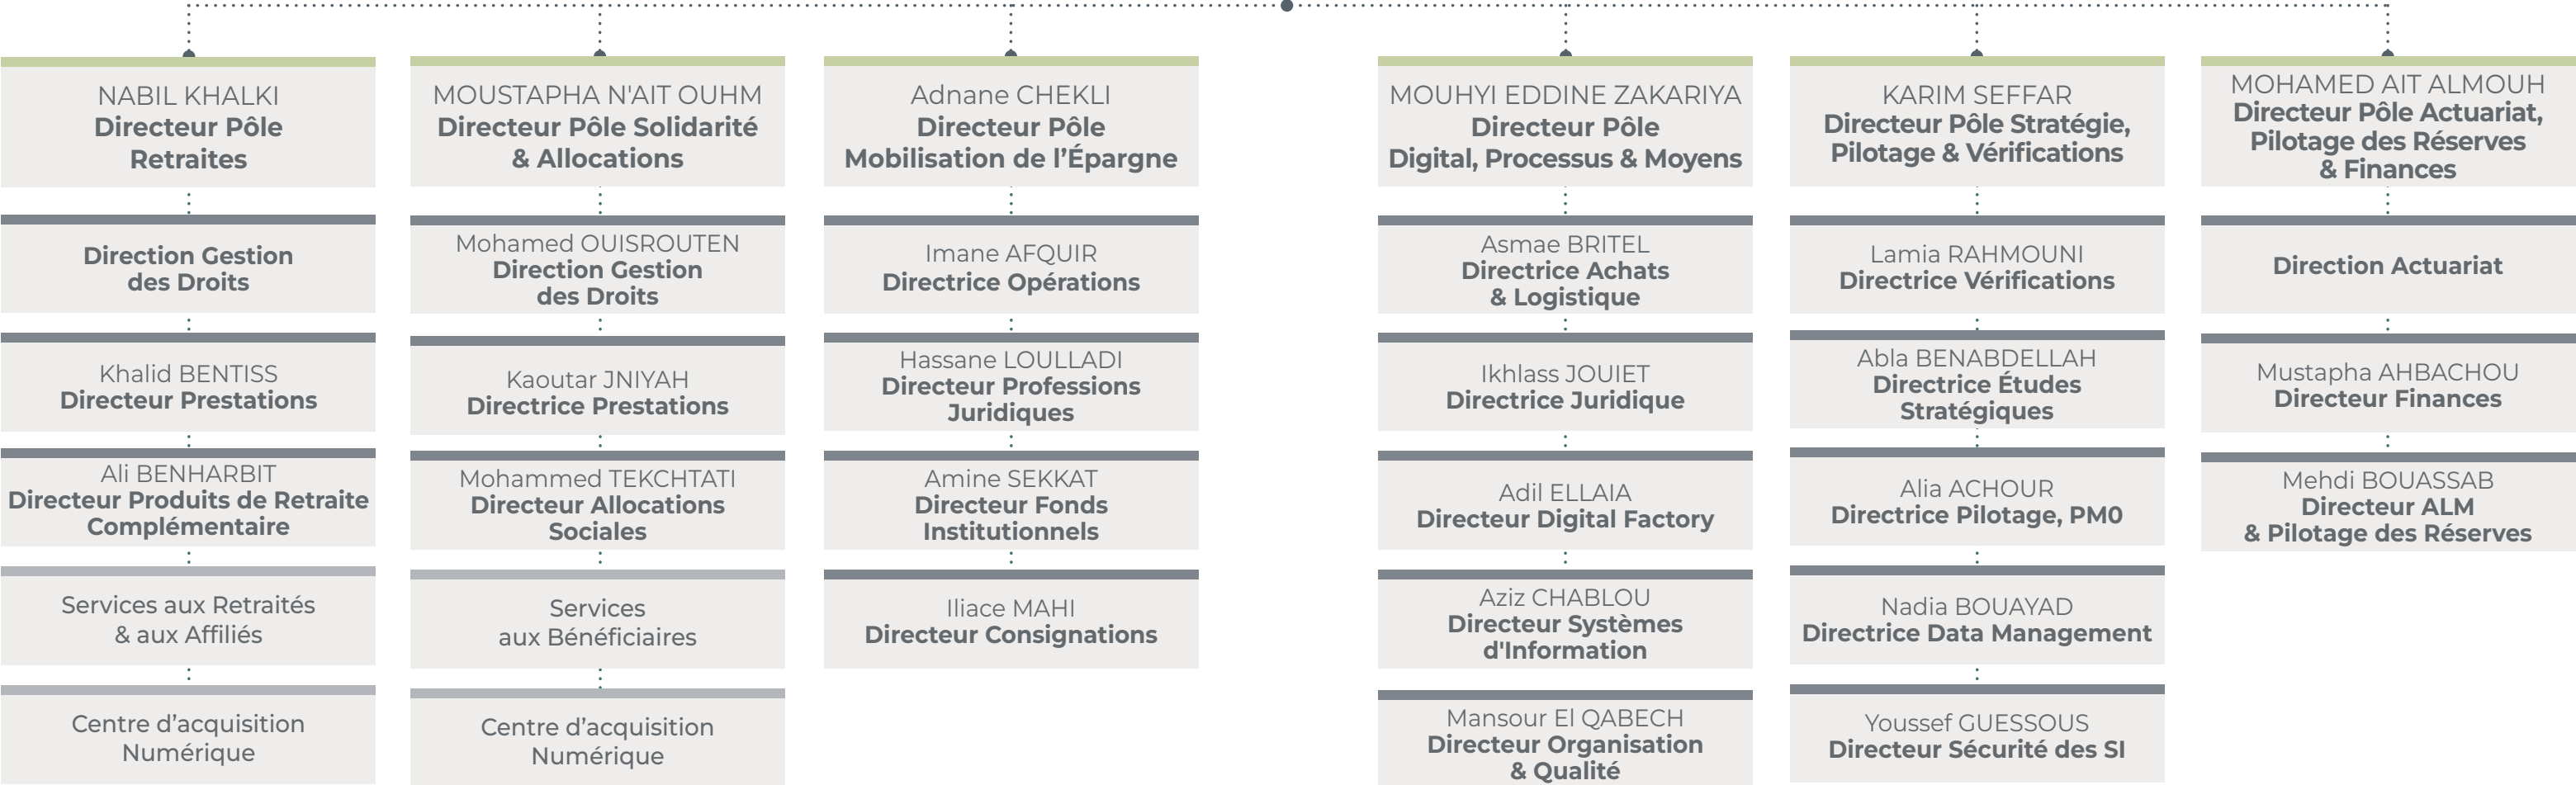 NABIL KHALKI
Directeur Pôle
Retraites
Direction Gestion
des Droits
Khalid BENTISS
Directeur Prestations
Ali BENHARBIT
Directeur Produits de Retraite
Complémentaire
Services aux Retraités
& aux Affiliés
Centre d’acquisition
Numérique
MOUSTAPHA N'AIT OUHM
Directeur Pôle Solidarité
& Allocations
Mohamed OUISROUTEN
Direction Gestion
des Droits
Kaoutar JNIYAH
Directrice Prestations
Mohammed TEKCHTATI
Directeur Allocations
Sociales
Services
aux Bénéficiaires
Centre d’acquisition
Numérique
Adnane CHEKLI
Directeur Pôle
Mobilisation de l’Épargne
Imane AFQUIR
Directrice Opérations
Hassane LOULLADI
Directeur Professions
Juridiques
Amine SEKKAT
Directeur Fonds
Institutionnels
Iliace MAHI
Directeur Consignations
MOUHYI EDDINE ZAKARIYA
Directeur Pôle
Digital, Processus & Moyens
Asmae BRITEL
Directrice Achats
& Logistique
Ikhlass JOUIET
Directrice Juridique
Adil ELLAIA
Directeur Digital Factory
Aziz CHABLOU
Directeur Systèmes
d'Information
Mansour El QABECH
Directeur Organisation
& Qualité
KARIM SEFFAR
Directeur Pôle Stratégie,
Pilotage & Vérifications
Lamia RAHMOUNI
Directrice Vérifications
Abla BENABDELLAH
Directrice Études
Stratégiques
Alia ACHOUR
Directrice Pilotage, PM0
Nadia BOUAYAD
Directrice Data Management
Youssef GUESSOUS
Directeur Sécurité des SI
MOHAMED AIT ALMOUH
Directeur Pôle Actuariat,
Pilotage des Réserves
& Finances
Direction Actuariat
Mustapha AHBACHOU
Directeur Finances
Mehdi BOUASSAB
Directeur ALM
& Pilotage des Réserves